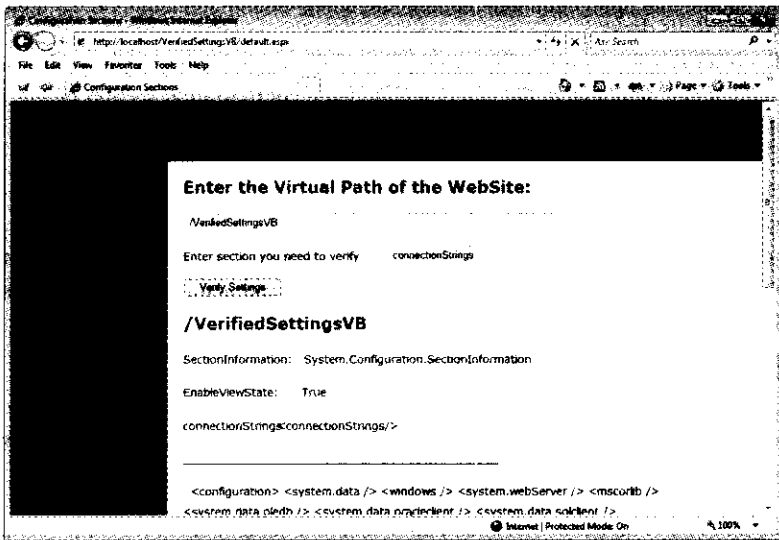 Configuration Sections - Windows Internet Explorer
http://localhost/VerifiedSettingsVB/default.aspx
Search
File Edit View Favorites Tools Help
Configuration Sections
Page Tools
Enter the Virtual Path of the WebSite:
/VerifiedSettingsVB
Enter section you need to verify connectionStrings
Verify Settings
/VerifiedSettingsVB
SectionInformation: System.Configuration.SectionInformation
EnableViewState: True
connectionStrings<connectionStrings/>
<configuration> <system.data /> <windows /> <system.webServer /> <mscorlib />
<system.data.oledb /> <system.data.oracleclient /> <system.data.sqlclient />
Internet | Protected Mode: On 100%